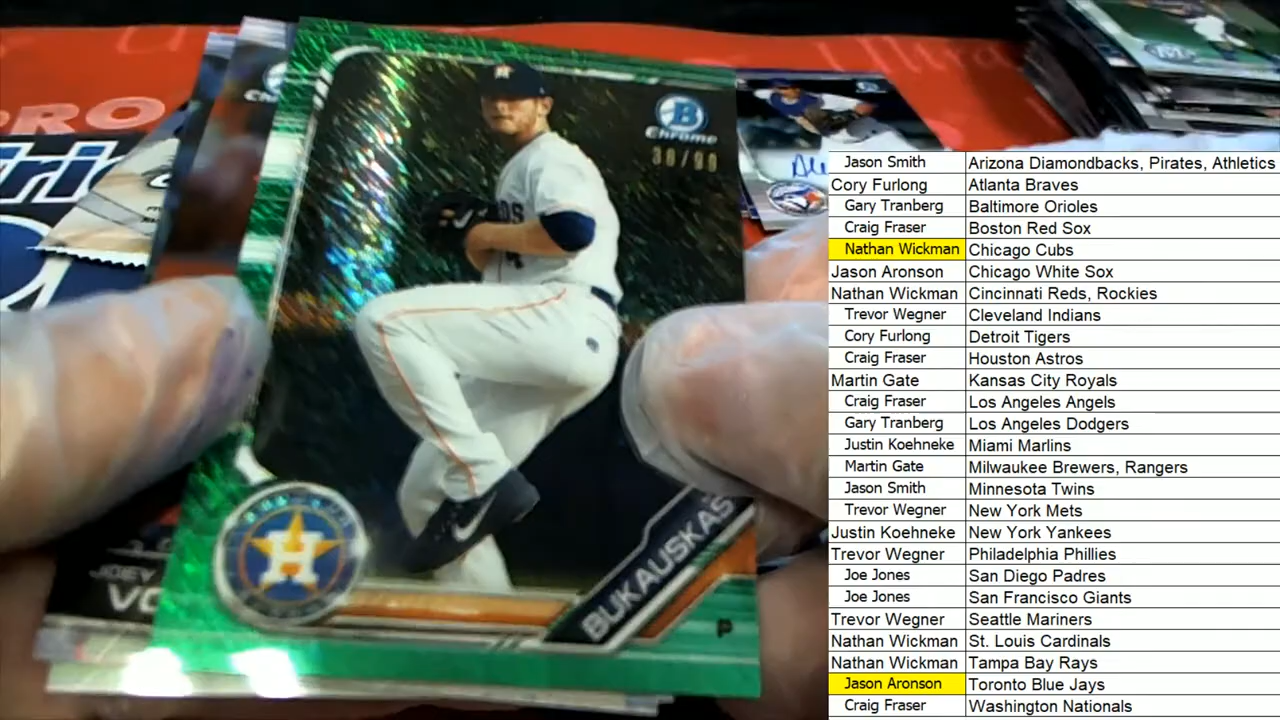 PRO
B
Chrome
38/99
H
BUKAUSKAS
P
JOEY
Jason Smith Arizona Diamondbacks, Pirates, Athletics
Cory Furlong Atlanta Braves
Gary Tranberg Baltimore Orioles
Craig Fraser Boston Red Sox
Nathan Wickman Chicago Cubs
Jason Aronson Chicago White Sox
Nathan Wickman Cincinnati Reds, Rockies
Trevor Wegner Cleveland Indians
Cory Furlong Detroit Tigers
Craig Fraser Houston Astros
Martin Gate Kansas City Royals
Craig Fraser Los Angeles Angels
Gary Tranberg Los Angeles Dodgers
Justin Koehneke Miami Marlins
Martin Gate Milwaukee Brewers, Rangers
Jason Smith Minnesota Twins
Trevor Wegner New York Mets
Justin Koehneke New York Yankees
Trevor Wegner Philadelphia Phillies
Joe Jones San Diego Padres
Joe Jones San Francisco Giants
Trevor Wegner Seattle Mariners
Nathan Wickman St. Louis Cardinals
Nathan Wickman Tampa Bay Rays
Jason Aronson Toronto Blue Jays
Craig Fraser Washington Nationals